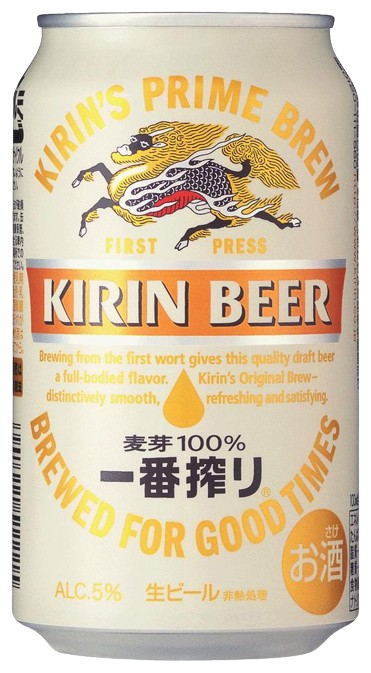 KIRIN'S PRIME BREW
FIRST PRESS
KIRIN BEER
Brewing from the first wort gives this quality draft beer
a full-bodied flavor. Kirin's Original Brew–
distinctively smooth, refreshing and satisfying.
麦芽100%
一番搾り®
BREWED FOR GOOD TIMES
さけ
お酒
ALC.5% 生ビール 非熱処理